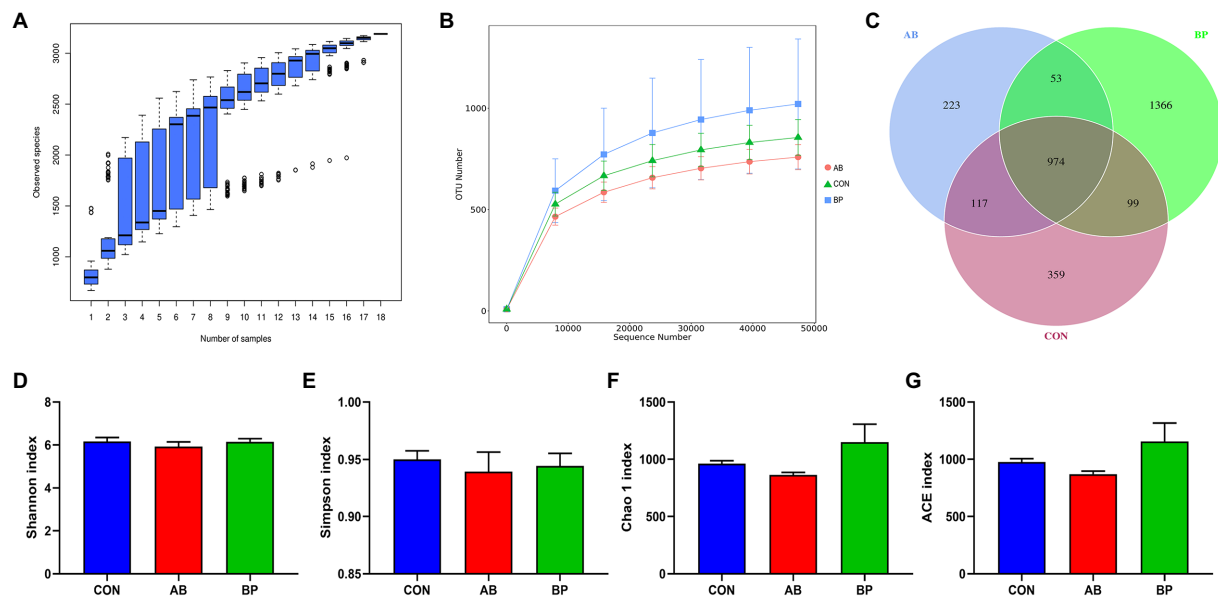 A
Observed species
1000
1500
2000
2500
3000
1 2 3 4 5 6 7 8 9 10 11 12 13 14 15 16 17 18
Number of samples
B
OTU Number
1000
500
0
0 10000 20000 30000 40000 50000
Sequence Number
AB
CON
BP
C
AB
BP
53
223
1366
974
117
99
359
CON
D
Shannon index
8
6
4
2
0
CON AB BP
E
Simpson index
1.00
0.95
0.90
0.85
CON AB BP
F
Chao 1 index
1500
1000
500
0
CON AB BP
G
ACE index
1500
1000
500
0
CON AB BP